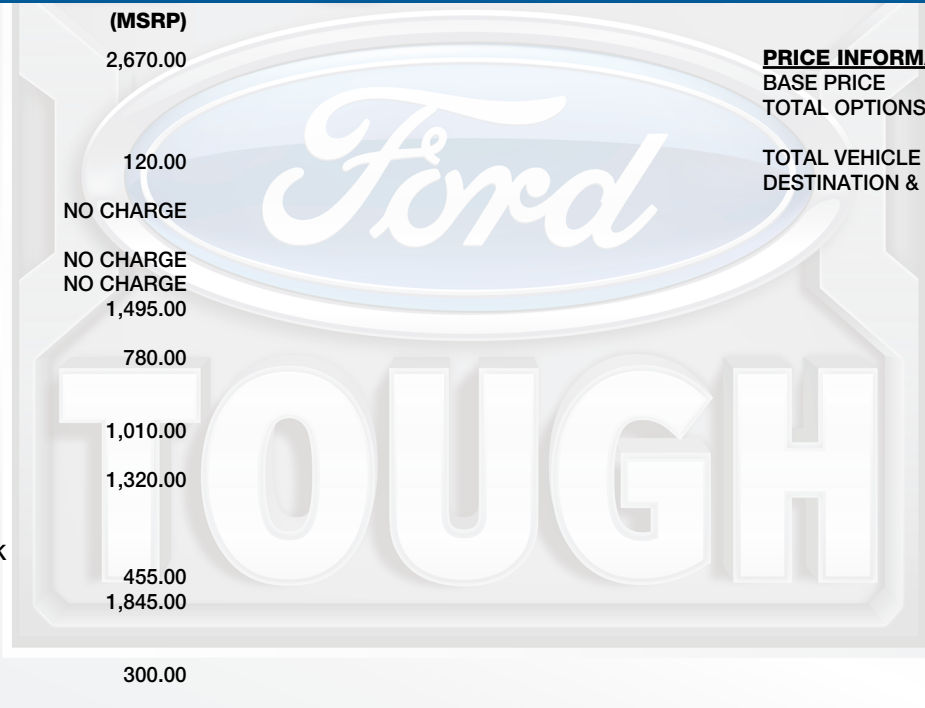 (MSRP)
2,670.00
120.00
NO CHARGE
NO CHARGE
NO CHARGE
1,495.00
780.00
1,010.00
1,320.00
455.00
1,845.00
300.00
PRICE INFORMA
BASE PRICE
TOTAL OPTIONS
TOTAL VEHICLE
DESTINATION &
Ford
TOUGH